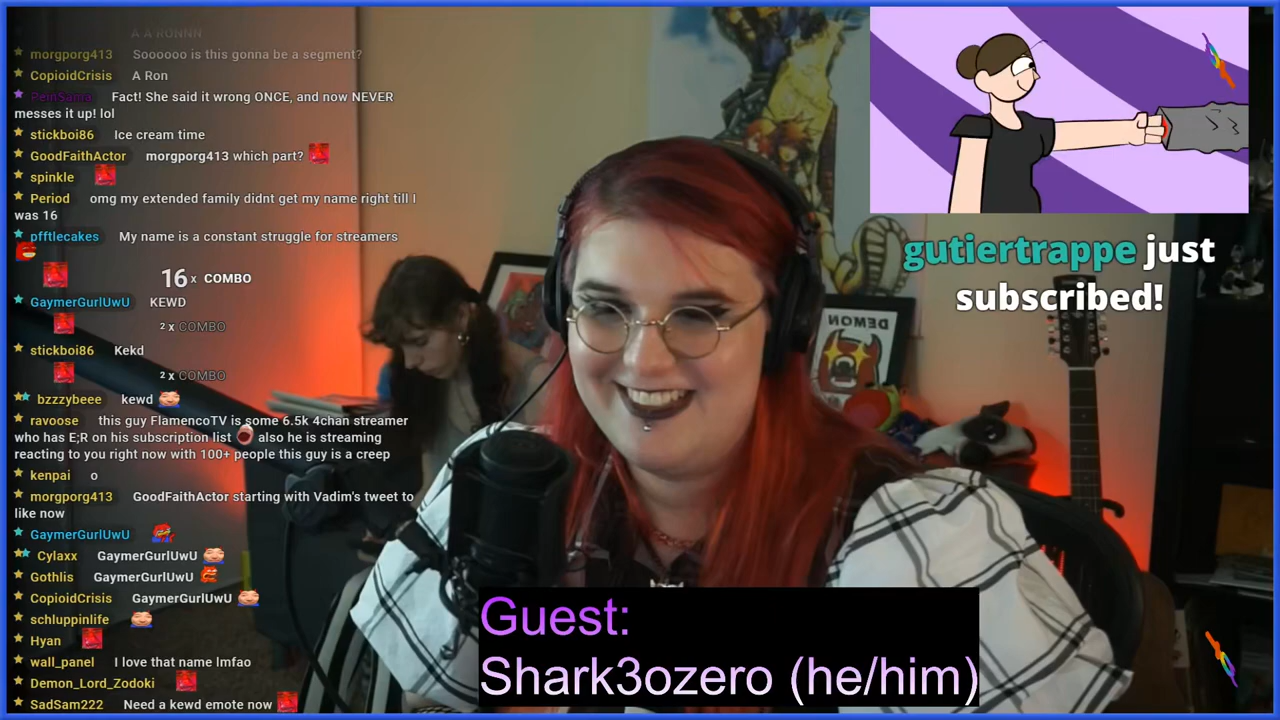 A A RONNN
morgporg413 Soooooo is this gonna be a segment?
CopioidCrisis A Ron
PeinSama Fact! She said it wrong ONCE, and now NEVER
messes it up! lol
stickboi86 Ice cream time
GoodFaithActor morgporg413 which part?
spinkle
Period omg my extended family didnt get my name right till I
was 16
pfftlecakes My name is a constant struggle for streamers
16 x COMBO
GaymerGurlUwU KEWD
2 x COMBO
stickboi86 Kekd
2 x COMBO
bzzzybeee kewd
ravoose this guy FlamencoTV is some 6.5k 4chan streamer
who has E;R on his subscription list also he is streaming
reacting to you right now with 100+ people this guy is a creep
kenpai o
morgporg413 GoodFaithActor starting with Vadim's tweet to
like now
GaymerGurlUwU
Cylaxx GaymerGurlUwU
Gothlis GaymerGurlUwU
CopioidCrisis GaymerGurlUwU
schluppinlife
Hyan
wall_panel I love that name lmfao
Demon_Lord_Zodoki
SadSam222 Need a kewd emote now
gutiertrappe just
subscribed!
DEMON
Guest:
Shark3ozero (he/him)